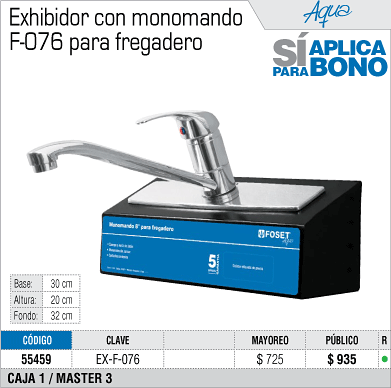 Exhibidor con monomando
F-076 para fregadero
Aqua
SÍ APLICA
PARA BONO
Monomando 8" para fregadero
FOSET
5
Base: 30 cm
Altura: 20 cm
Fondo: 32 cm
CÓDIGO CLAVE MAYOREO PÚBLICO R
55459 EX-F-076 $ 725 $ 935
CAJA 1 / MASTER 3